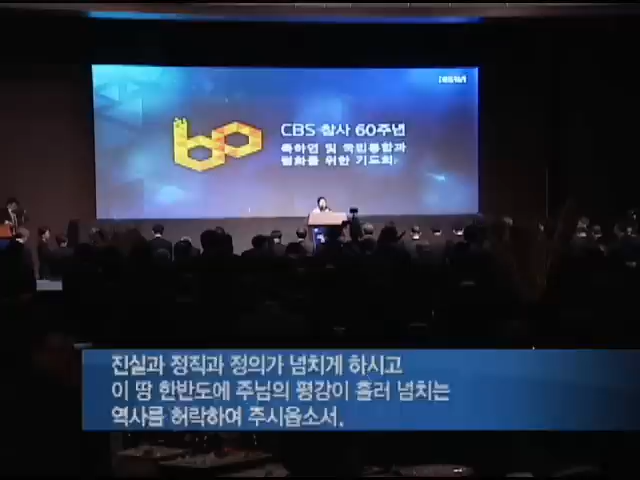 60
CBS 창사 60주년
축하연 및 국민통합과
평화를 위한 기도회
진실과 정직과 정의가 넘치게 하시고
이 땅 한반도에 주님의 평강이 흘러 넘치는
역사를 허락하여 주시옵소서.